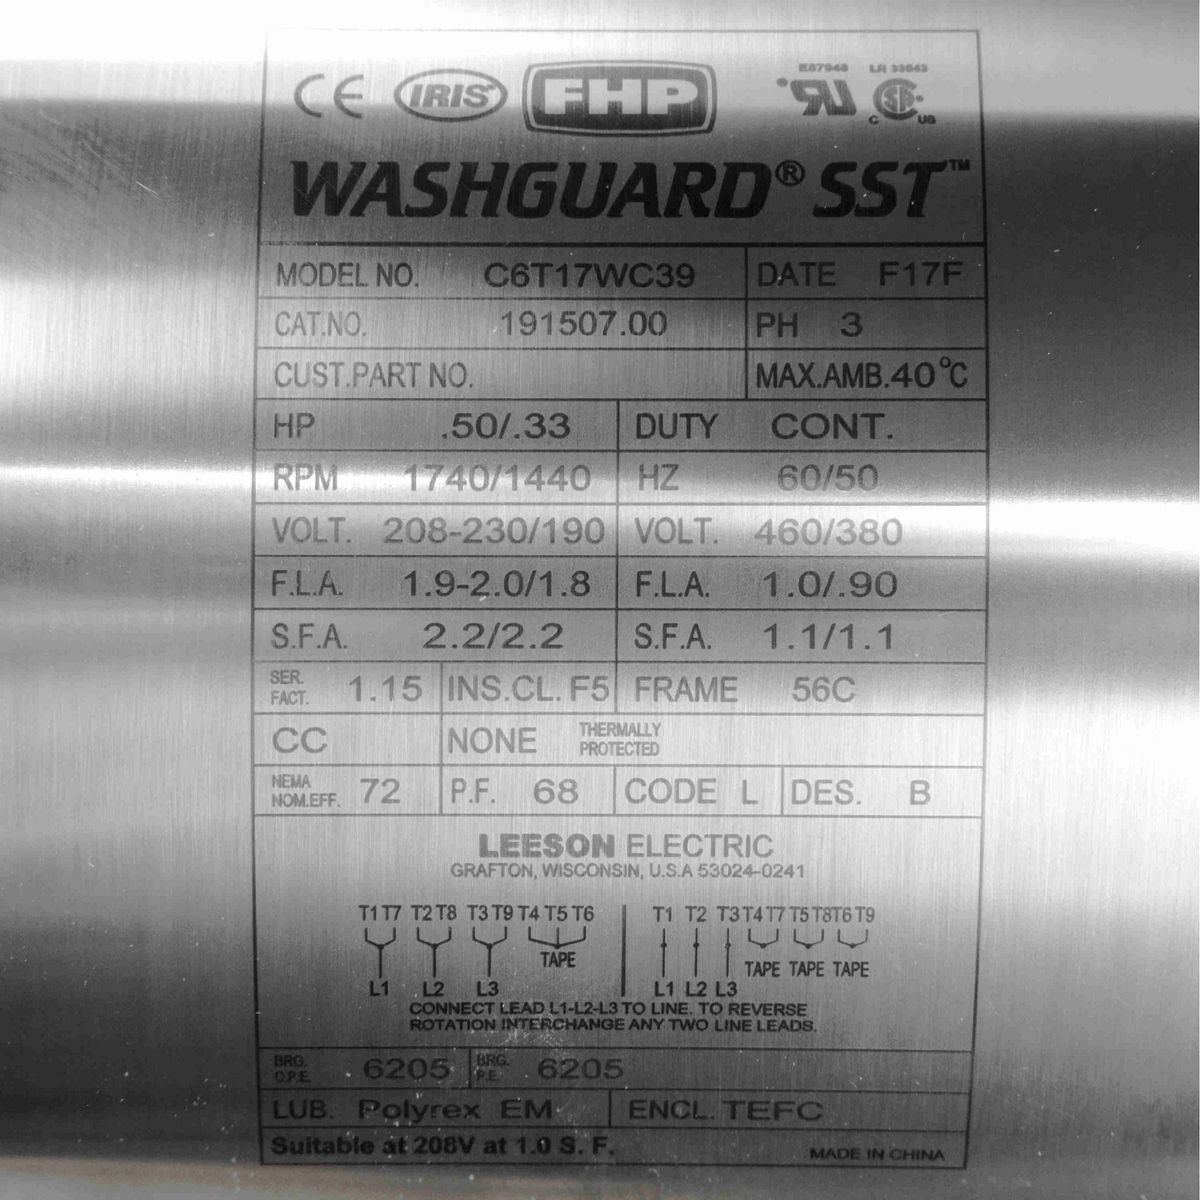 E57948 LR 33543
CE IRIS FHP RU SA C US
WASHGUARD® SST™
MODEL NO. C6T17WC39 DATE F17F
CAT.NO. 191507.00 PH 3
CUST.PART NO. MAX.AMB.40°C
HP .50/.33 DUTY CONT.
RPM 1740/1440 HZ 60/50
VOLT. 208-230/190 VOLT. 460/380
F.L.A. 1.9-2.0/1.8 F.L.A. 1.0/.90
S.F.A. 2.2/2.2 S.F.A. 1.1/1.1
SER. FACT. 1.15 INS.CL. F5 FRAME 56C
CC NONE THERMALLY PROTECTED
NEMA NOM.EFF. 72 P.F. 68 CODE L DES. B
LEESON ELECTRIC
GRAFTON, WISCONSIN, U.S.A 53024-0241
T1 T7 T2 T8 T3 T9 T4 T5 T6 T1 T2 T3 T4 T7 T5 T8 T6 T9
TAPE TAPE TAPE TAPE
L1 L2 L3 L1 L2 L3
CONNECT LEAD L1-L2-L3 TO LINE. TO REVERSE
ROTATION INTERCHANGE ANY TWO LINE LEADS.
BRG. O.P.E. 6205 BRG. P.E. 6205
LUB. Polyrex EM ENCL. TEFC
Suitable at 208V at 1.0 S. F.
MADE IN CHINA